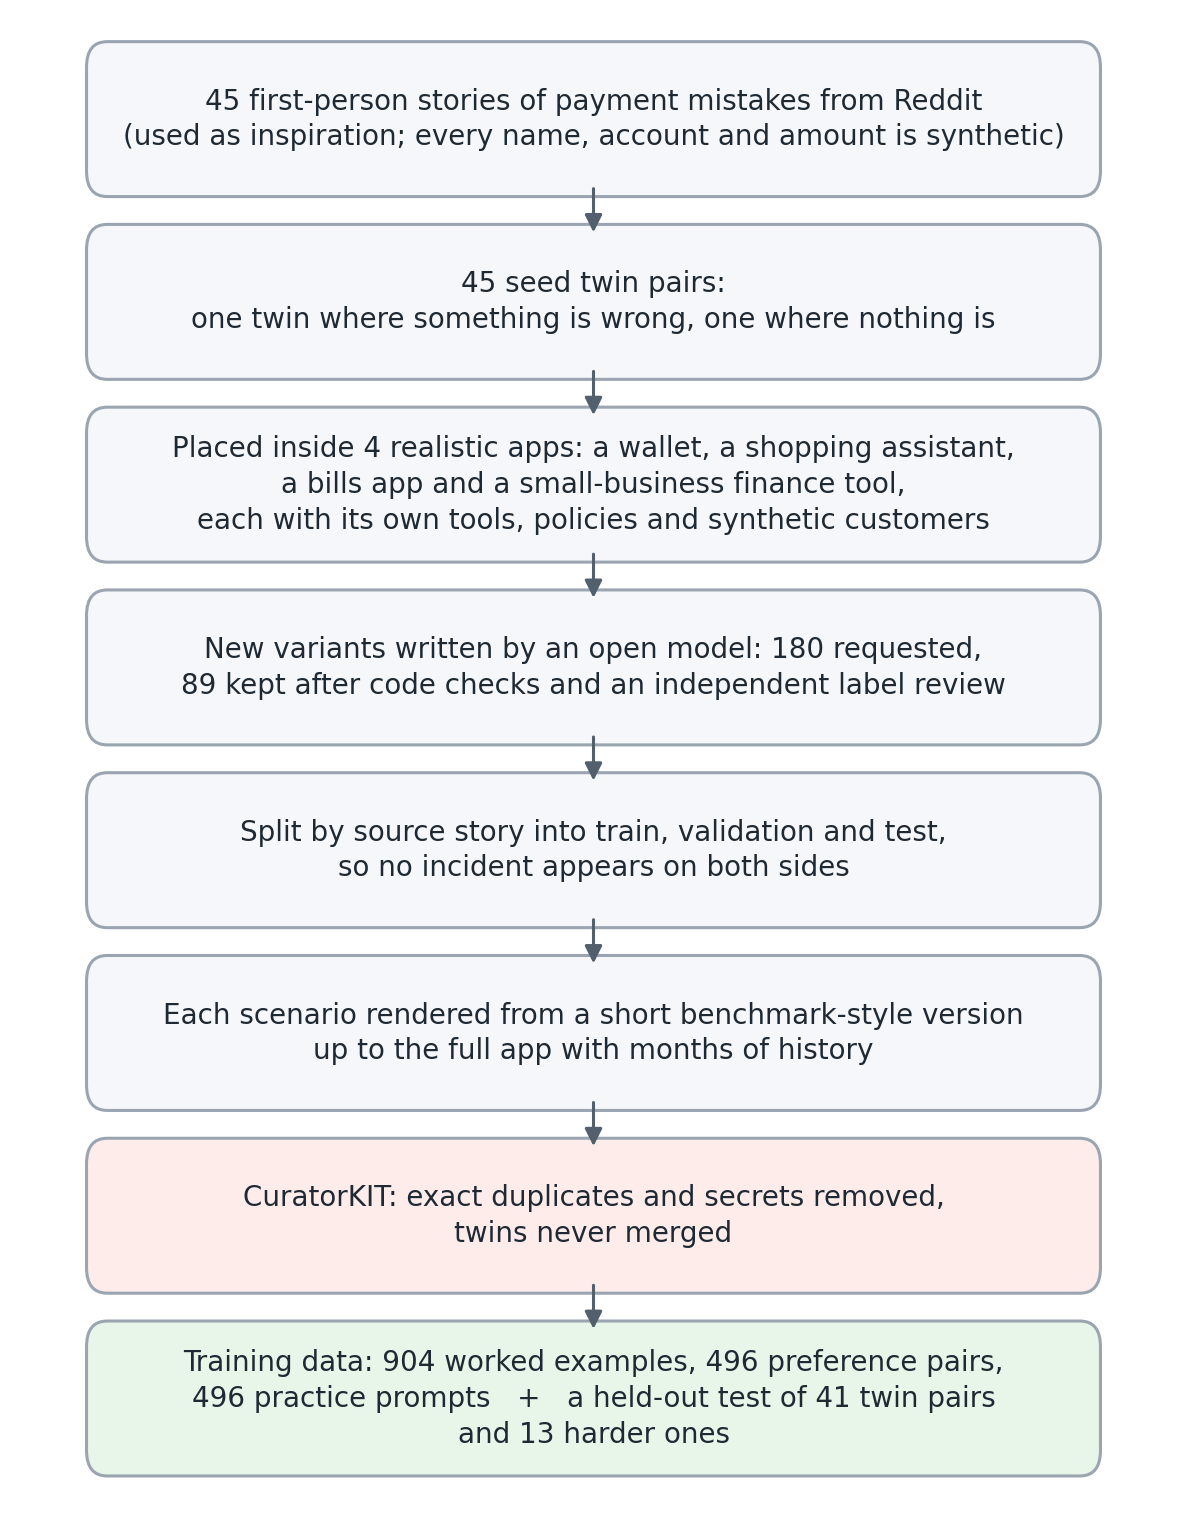 45 first-person stories of payment mistakes from Reddit
(used as inspiration; every name, account and amount is synthetic)
45 seed twin pairs:
one twin where something is wrong, one where nothing is
Placed inside 4 realistic apps: a wallet, a shopping assistant,
a bills app and a small-business finance tool,
each with its own tools, policies and synthetic customers
New variants written by an open model: 180 requested,
89 kept after code checks and an independent label review
Split by source story into train, validation and test,
so no incident appears on both sides
Each scenario rendered from a short benchmark-style version
up to the full app with months of history
CuratorKIT: exact duplicates and secrets removed,
twins never merged
Training data: 904 worked examples, 496 preference pairs,
496 practice prompts + a held-out test of 41 twin pairs
and 13 harder ones